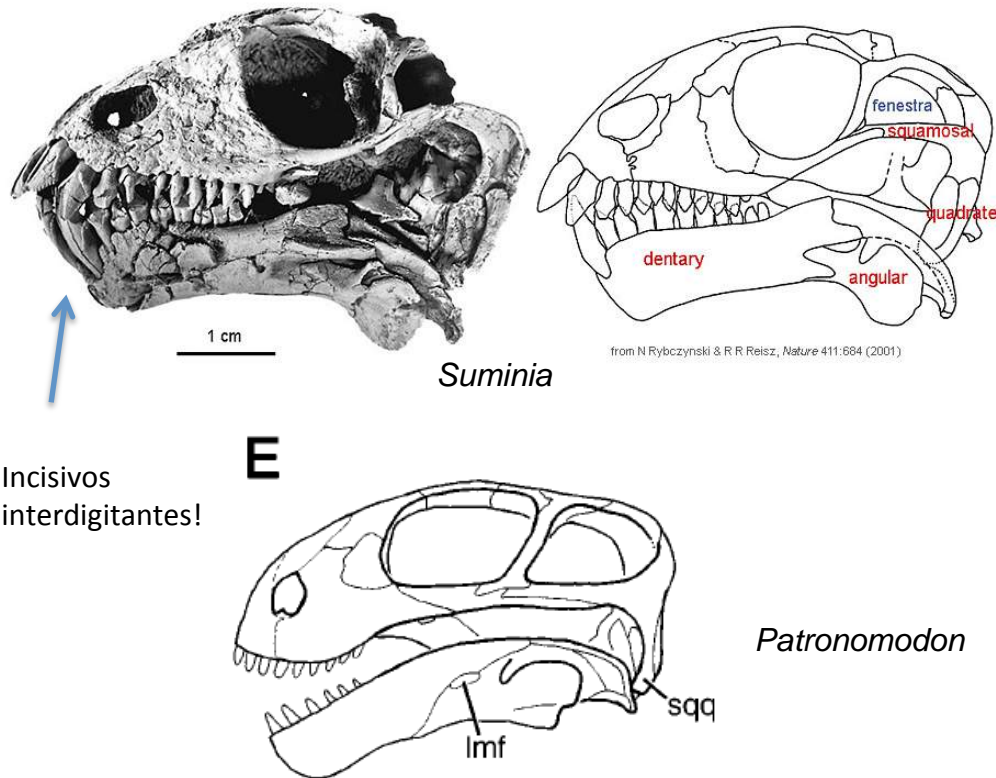 fenestra
squamosal
quadrate
dentary
angular
1 cm
from N Rybczynski & R R Reisz, Nature 411:684 (2001)
Suminia
Incisivos
interdigitantes!
E
Patronomodon
sqq
lmf